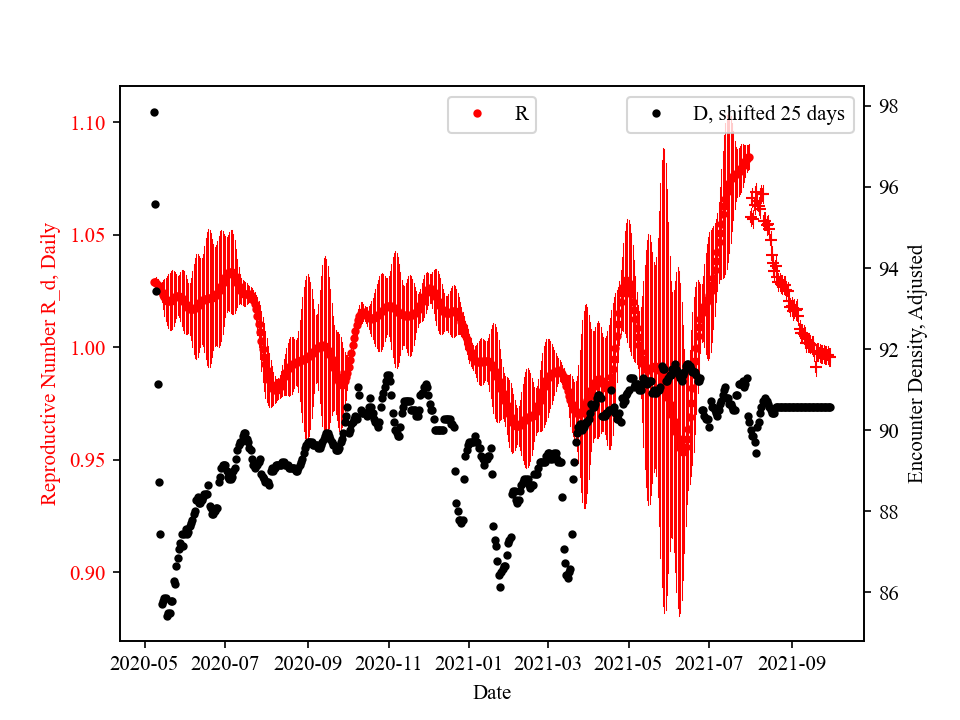 R
D, shifted 25 days
1.10
1.05
1.00
0.95
0.90
Reproductive Number R_d, Daily
98
96
94
92
90
88
86
Encounter Density, Adjusted
2020-05 2020-07 2020-09 2020-11 2021-01 2021-03 2021-05 2021-07 2021-09
Date